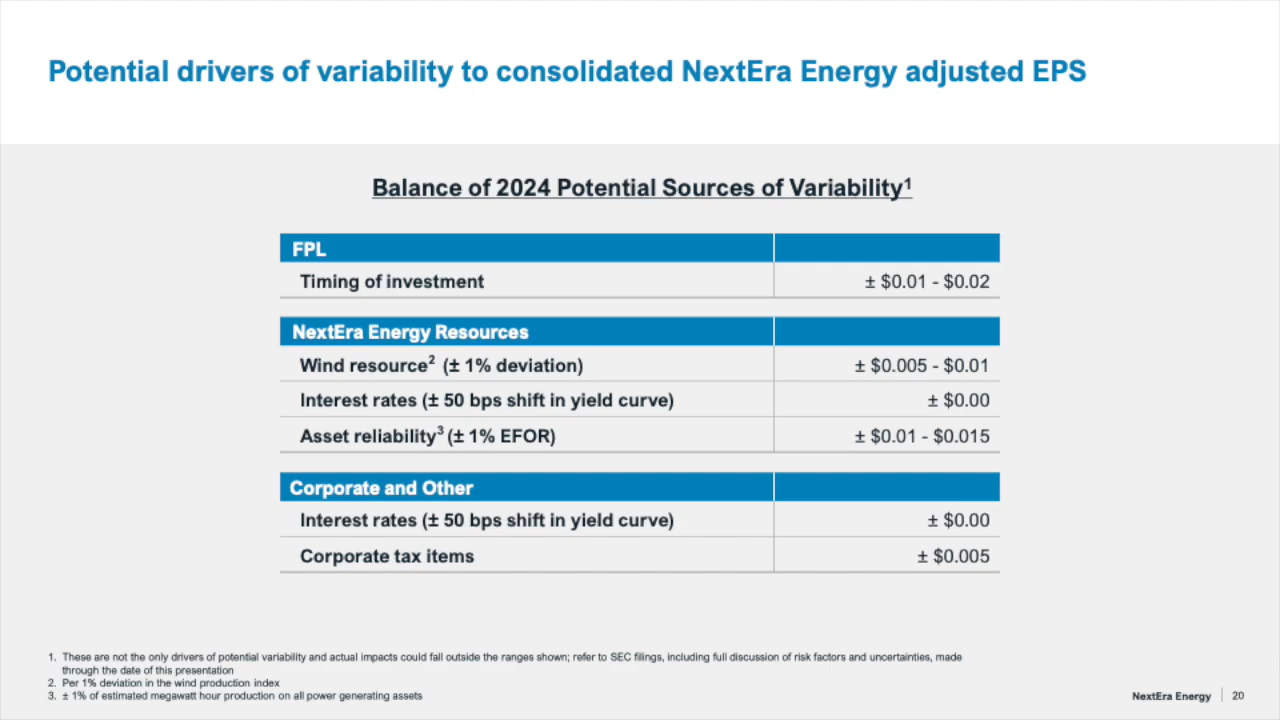 Potential drivers of variability to consolidated NextEra Energy adjusted EPS
Balance of 2024 Potential Sources of Variability1
FPL
Timing of investment ± $0.01 - $0.02
NextEra Energy Resources
Wind resource2 (± 1% deviation) ± $0.005 - $0.01
Interest rates (± 50 bps shift in yield curve) ± $0.00
Asset reliability3 (± 1% EFOR) ± $0.01 - $0.015
Corporate and Other
Interest rates (± 50 bps shift in yield curve) ± $0.00
Corporate tax items ± $0.005
1. These are not the only drivers of potential variability and actual impacts could fall outside the ranges shown; refer to SEC filings, including full discussion of risk factors and uncertainties, made
through the date of this presentation
2. Per 1% deviation in the wind production index
3. ± 1% of estimated megawatt hour production on all power generating assets
NextEra Energy 20